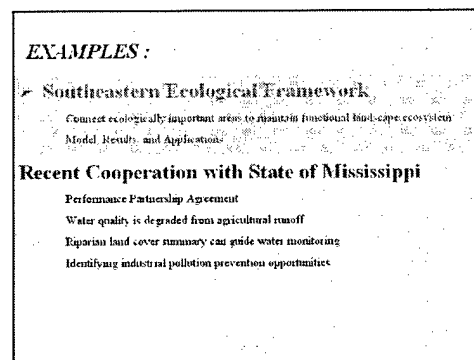 EXAMPLES :
➢ Southeastern Ecological Framework
Connect ecologically important areas to maintain functional landscape ecosystem
Model, Results, and Applications
Recent Cooperation with State of Mississippi
Performance Partnership Agreement
Water quality is degraded from agricultural runoff
Riparian land cover summary can guide water monitoring
Identifying industrial pollution prevention opportunities